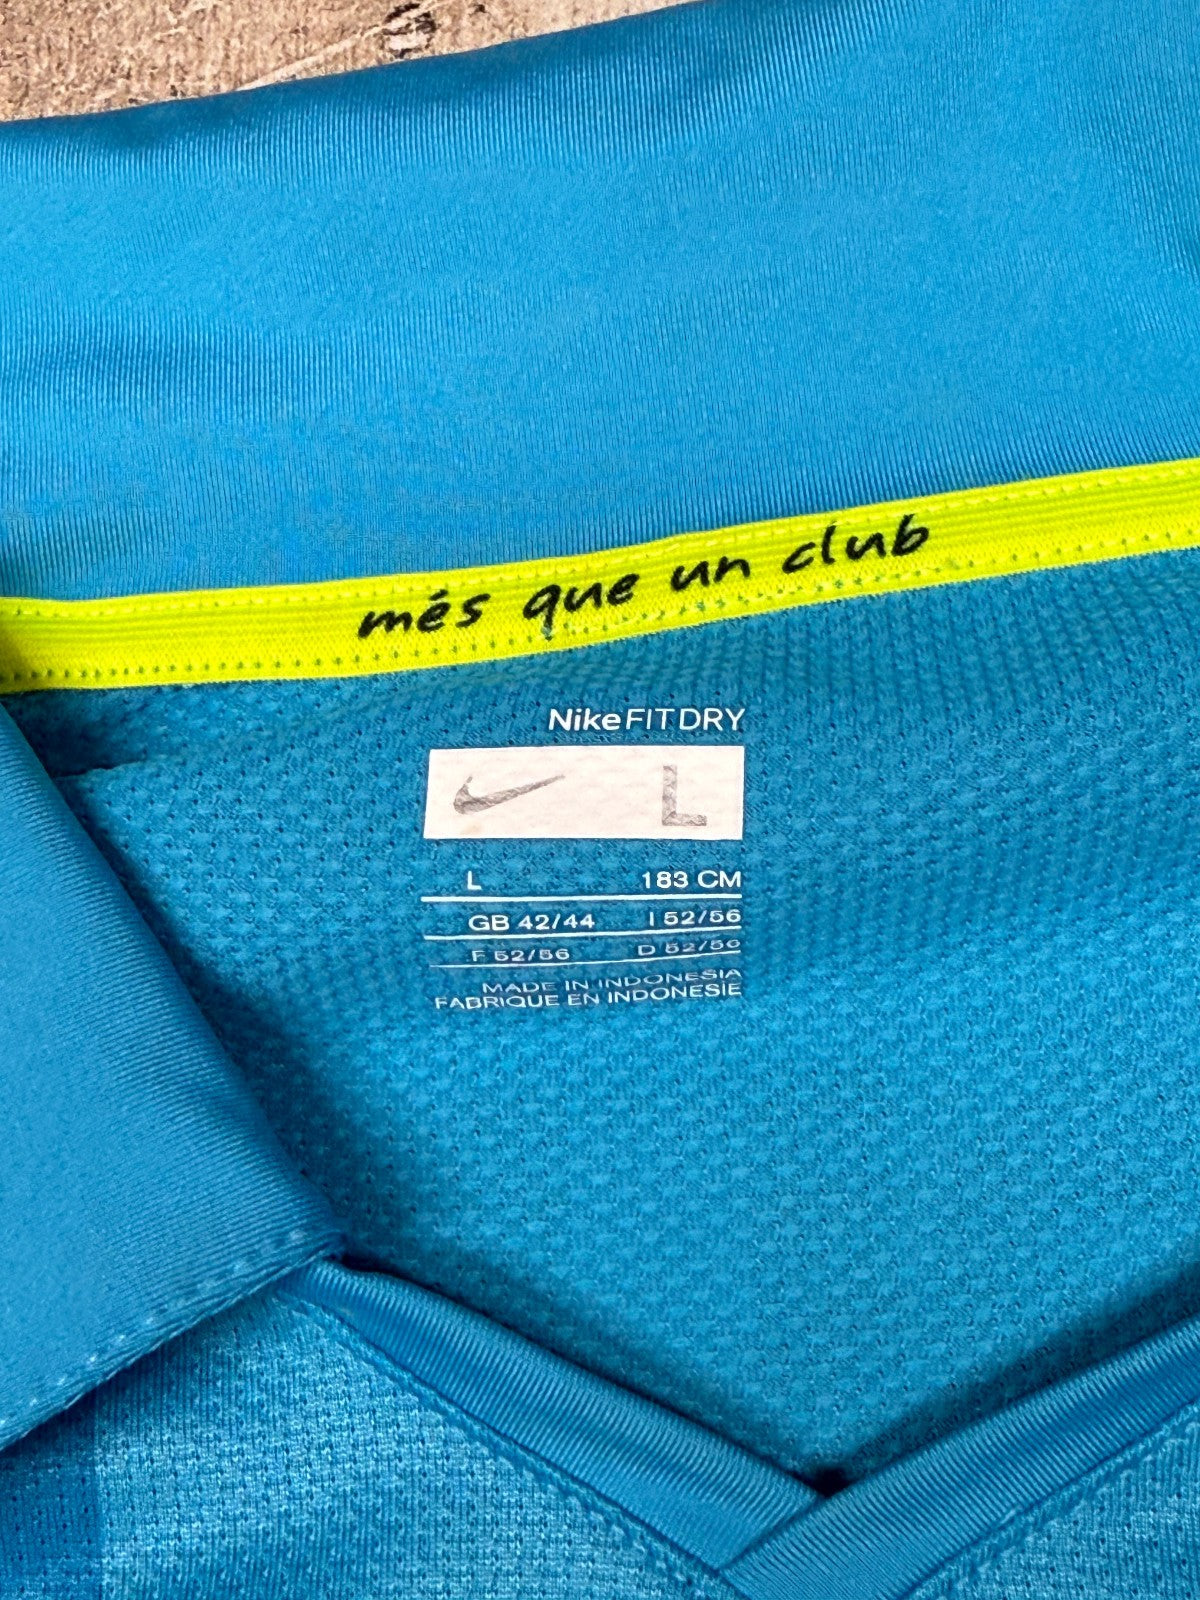 més que un club
NikeFITDRY
L
L 183 CM
GB 42/44 I 52/56
F 52/56 D 52/56
MADE IN INDONESIA
FABRIQUE EN INDONESIE